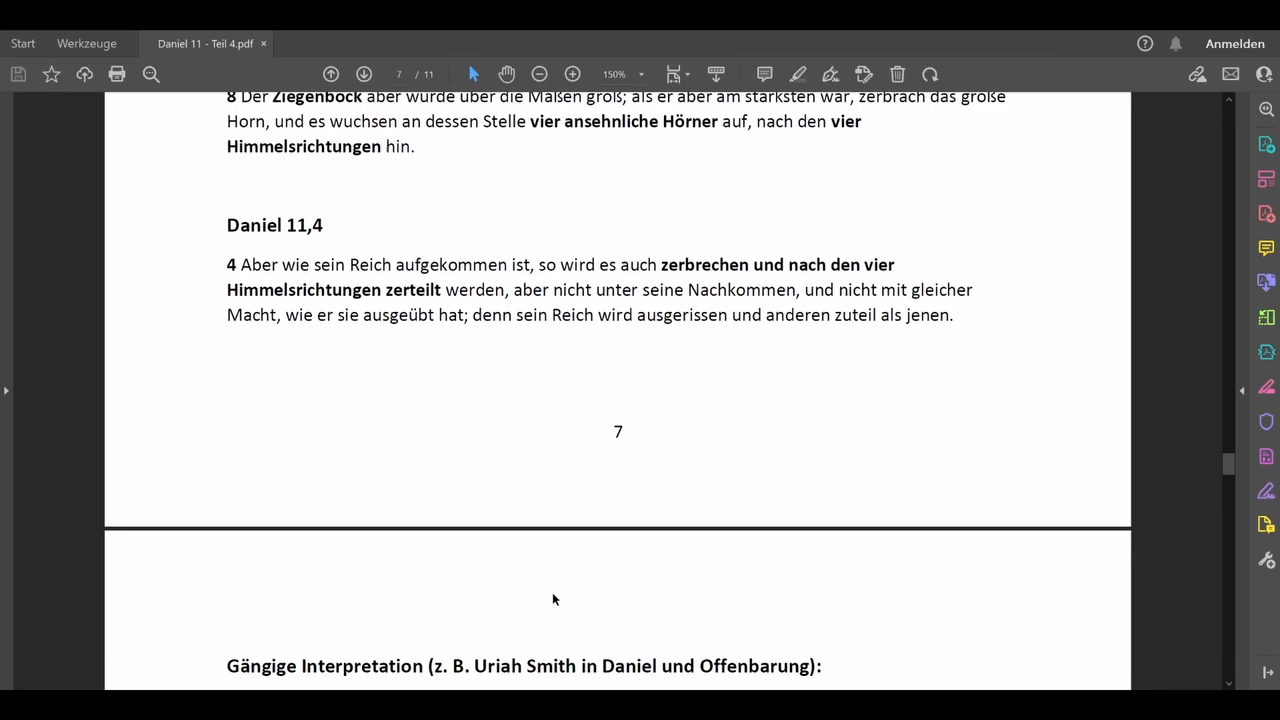 Start Werkzeuge Daniel 11 - Teil 4.pdf × Anmelden
7 / 11 150%
8 Der Ziegenbock aber wurde über die Maßen groß; als er aber am stärksten war, zerbrach das große
Horn, und es wuchsen an dessen Stelle vier ansehnliche Hörner auf, nach den vier
Himmelsrichtungen hin.
Daniel 11,4
4 Aber wie sein Reich aufgekommen ist, so wird es auch zerbrechen und nach den vier
Himmelsrichtungen zerteilt werden, aber nicht unter seine Nachkommen, und nicht mit gleicher
Macht, wie er sie ausgeübt hat; denn sein Reich wird ausgerissen und anderen zuteil als jenen.
7
Gängige Interpretation (z. B. Uriah Smith in Daniel und Offenbarung):